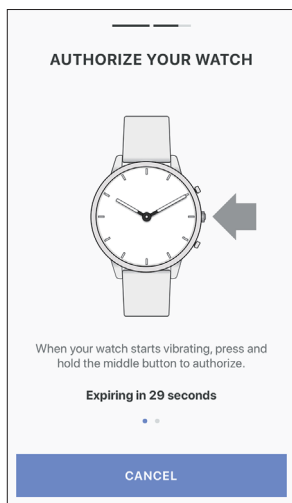 AUTHORIZE YOUR WATCH
When your watch starts vibrating, press and
hold the middle button to authorize.
Expiring in 29 seconds
CANCEL